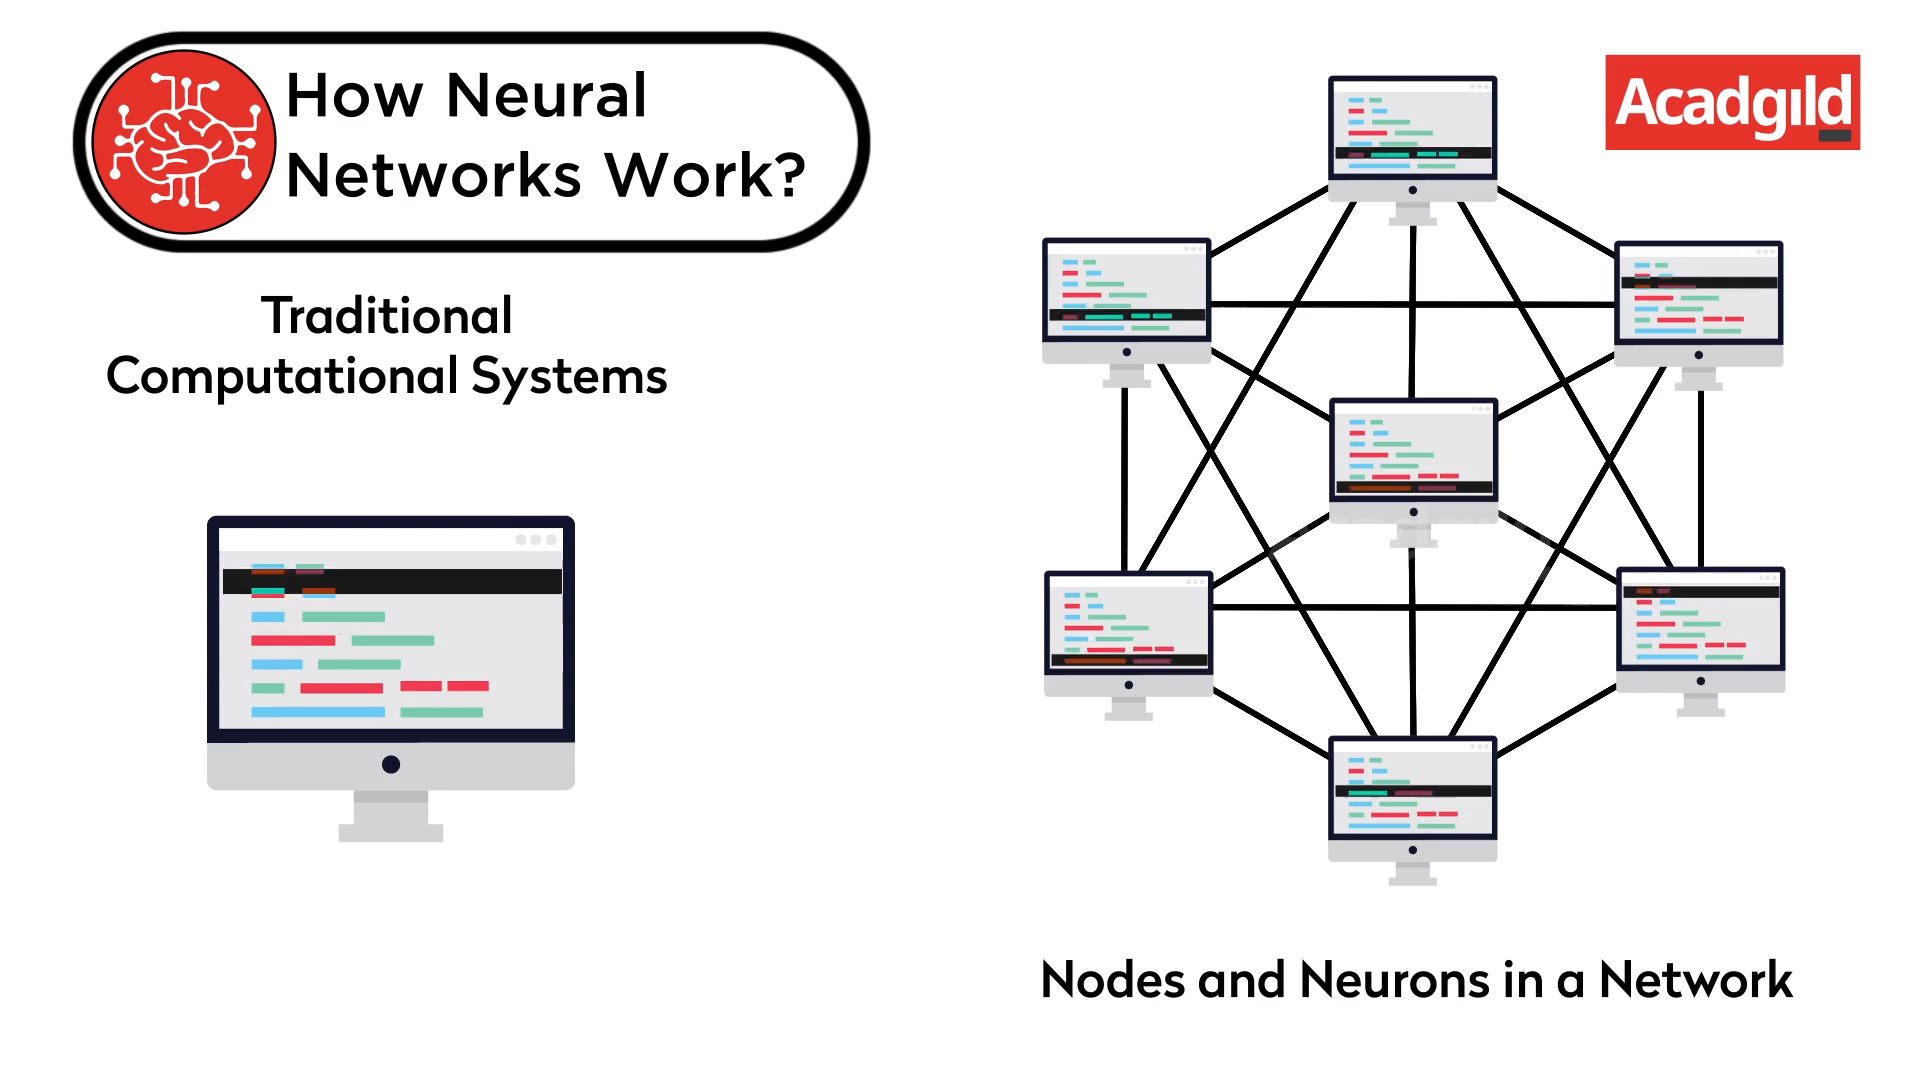 How Neural
Networks Work?
Acadgild
Traditional
Computational Systems
Nodes and Neurons in a Network